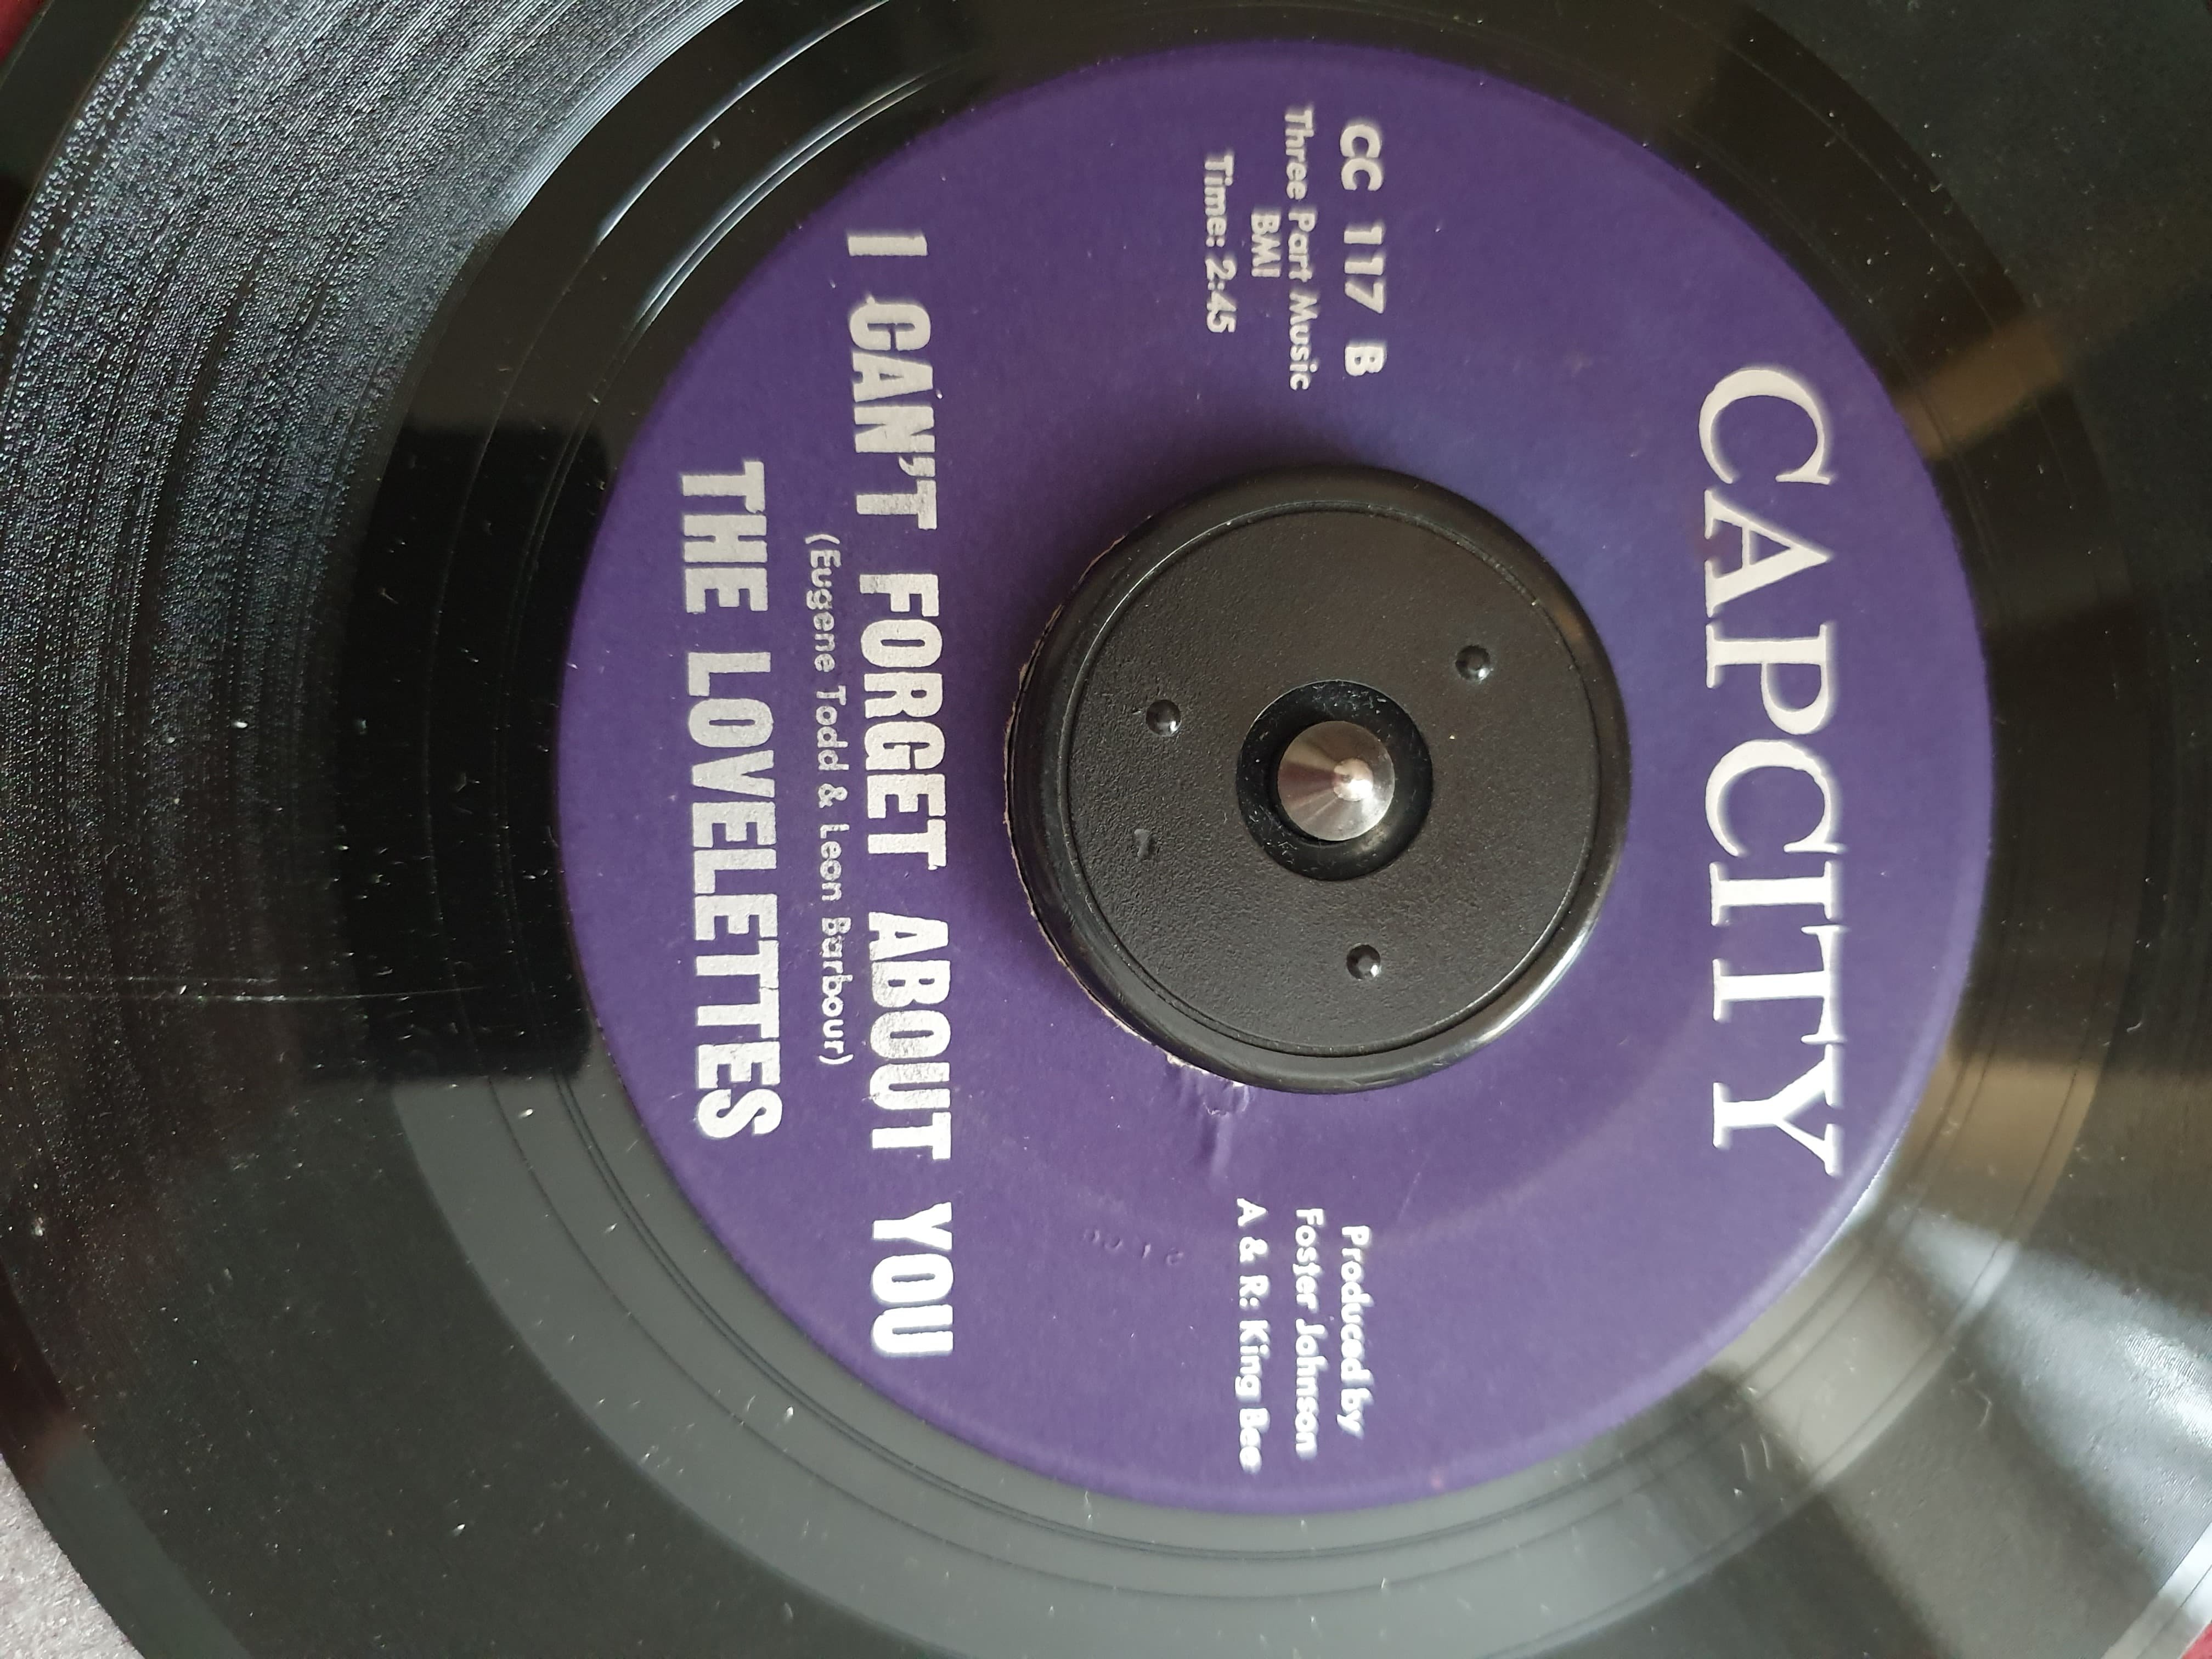 CAPCITY
CC 117 B
Three Part Music
BMI
Time: 2:45
Produced by
Foster Johnson
A & R: King Bee
I CAN'T FORGET ABOUT YOU
(Eugene Todd & Leon Burbour)
THE LOVELETTES